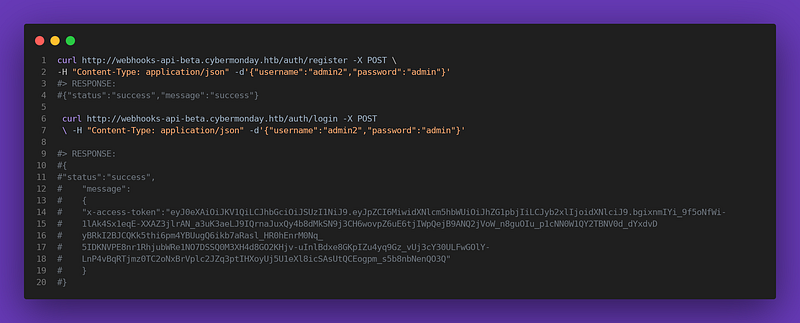 1 curl http://webhooks-api-beta.cybermonday.htb/auth/register -X POST \
2 -H "Content-Type: application/json" -d'{"username":"admin2","password":"admin"}'
3 #> RESPONSE:
4 #{"status":"success","message":"success"}
5
6 curl http://webhooks-api-beta.cybermonday.htb/auth/login -X POST
7 \ -H "Content-Type: application/json" -d'{"username":"admin2","password":"admin"}'
8
9 #> RESPONSE:
10 #{
11 #"status":"success",
12 # "message":
13 # {
14 # "x-access-token":"eyJ0eXAiOiJKV1QiLCJhbGciOiJSUzI1NiJ9.eyJpZCI6MiwidXNlcm5hbWUiOiJhZG1pbjIiLCJyb2xlIjoidXNlciJ9.bgixnmIYi_9f5oNfWi-
15 # 1lAk4Sx1eqE-XXAZ3jlrAN_a3uK3aeLJ9IQrnaJuxQy4b8dMkSN9j3CH6wovpZ6uE6tjIWpQejB9ANQ2jVoW_n8guOIu_p1cNN0W1QY2TBNV0d_dYxdvD
16 # yBRkI2BJCQKk5thi6pm4YBUugQ6ikb7aRasl_HR0hEnrM0Nq_
17 # 5IDKNVPE8nr1RhjubWRe1NO7DSSQ0M3XH4d8GO2KHjv-uInlBdxe8GKpIZu4yq9Gz_vUj3cY30ULFwGOlY-
18 # LnP4vBqRTjmz0TC2oNxBrVplc2JZq3ptIHXoyUj5U1eXl8icSAsUtQCEogpm_s5b8nbNenQO3Q"
19 # }
20 #}